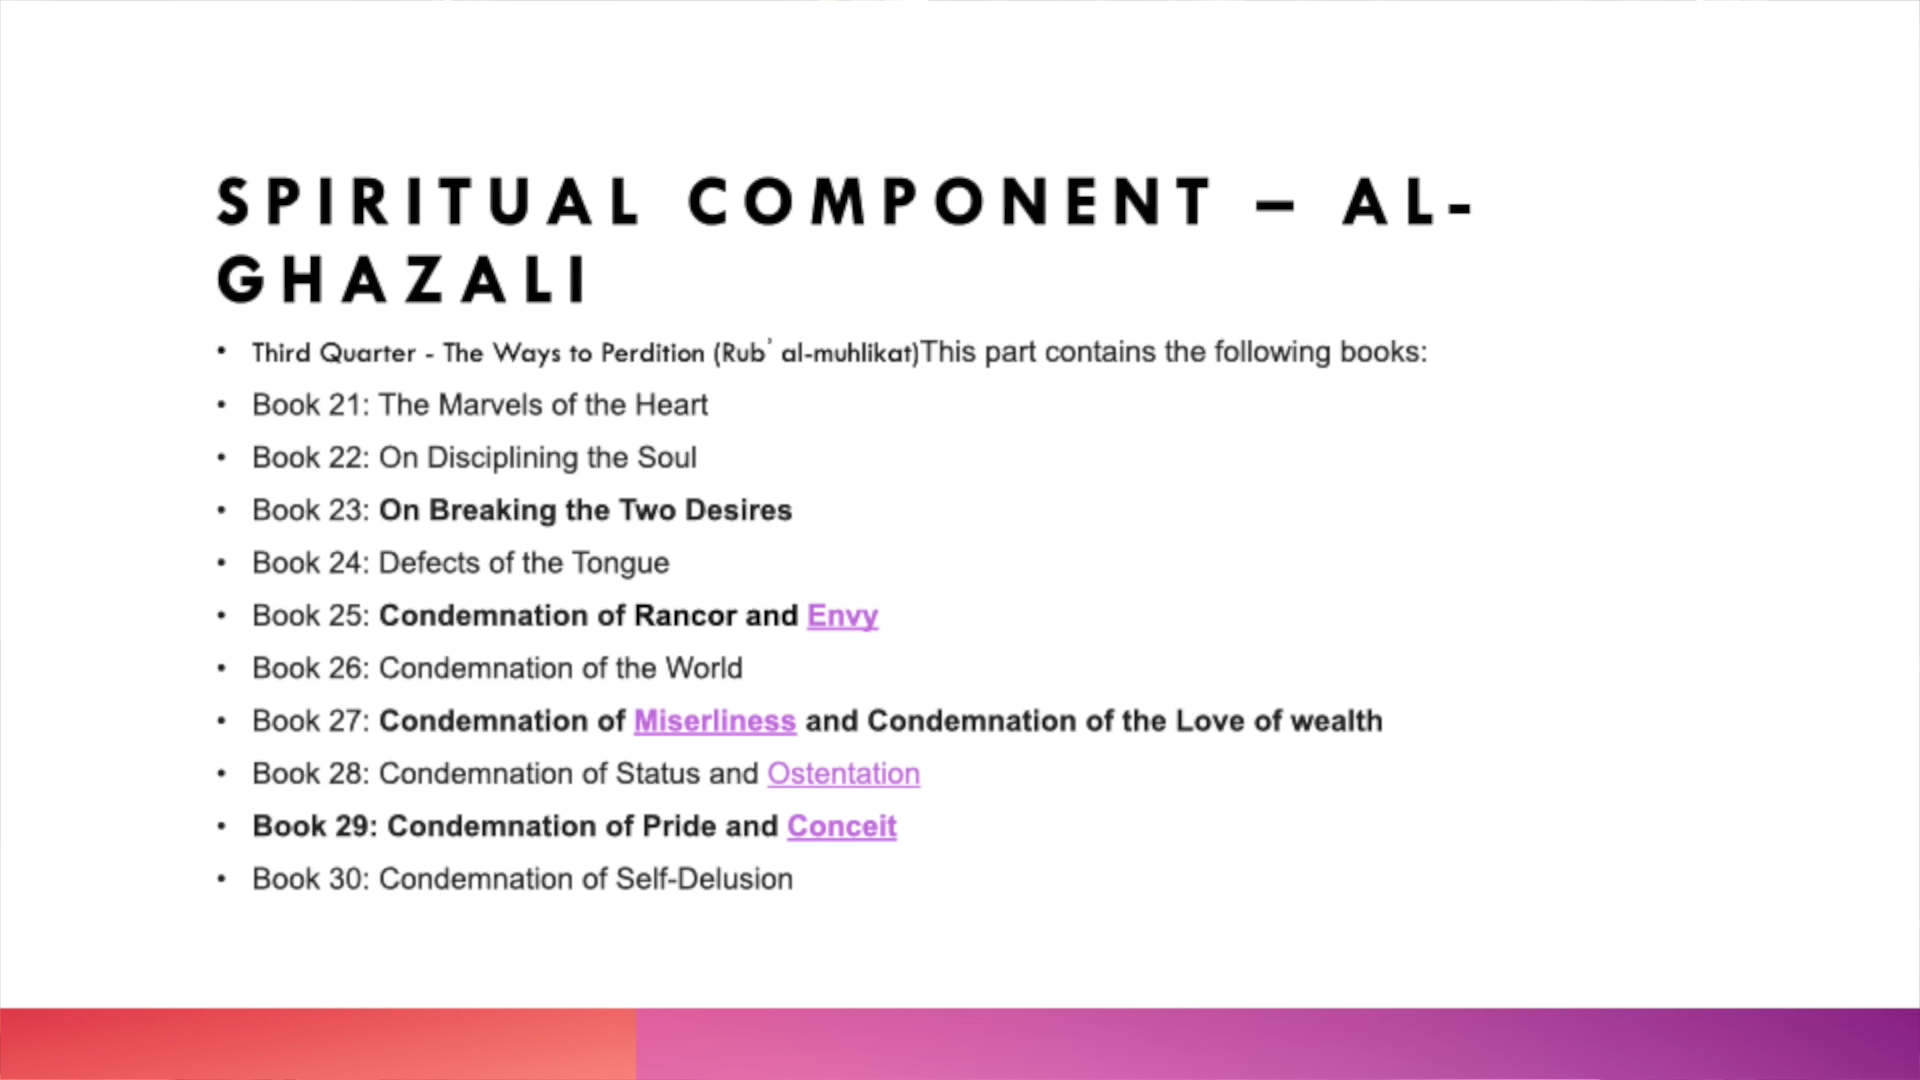 SPIRITUAL COMPONENT – AL-
GHAZALI
• Third Quarter - The Ways to Perdition (Rubʾ al-muhlikat)This part contains the following books:
• Book 21: The Marvels of the Heart
• Book 22: On Disciplining the Soul
• Book 23: On Breaking the Two Desires
• Book 24: Defects of the Tongue
• Book 25: Condemnation of Rancor and Envy
• Book 26: Condemnation of the World
• Book 27: Condemnation of Miserliness and Condemnation of the Love of wealth
• Book 28: Condemnation of Status and Ostentation
• Book 29: Condemnation of Pride and Conceit
• Book 30: Condemnation of Self-Delusion